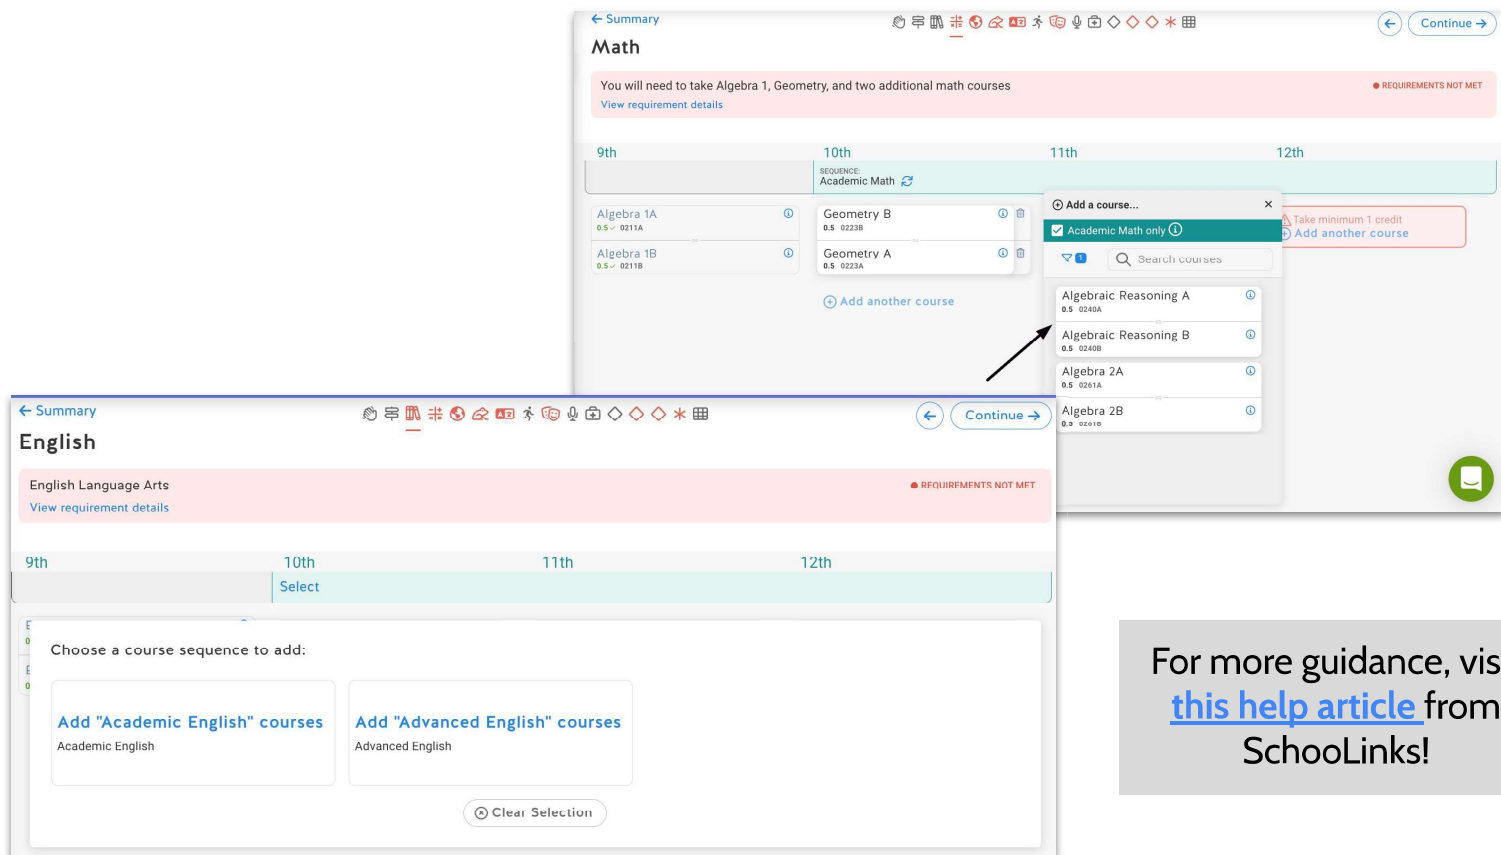 ← Summary
Continue →
Math
You will need to take Algebra 1, Geometry, and two additional math courses
REQUIREMENTS NOT MET
View requirement details
9th
10th
11th
12th
SEQUENCE:
Academic Math
Algebra 1A
0.5 ✓ 0211A
Algebra 1B
0.5 ✓ 0211B
Geometry B
0.5 0223B
Geometry A
0.5 0223A
Add another course
Add a course...
×
Academic Math only
1
Search courses
Algebraic Reasoning A
0.5 0240A
Algebraic Reasoning B
0.5 0240B
Algebra 2A
0.5 0261A
Algebra 2B
0.5 0261B
Take minimum 1 credit
Add another course
← Summary
Continue →
English
English Language Arts
REQUIREMENTS NOT MET
View requirement details
9th
10th
11th
12th
Select
Choose a course sequence to add:
Add "Academic English" courses
Academic English
Add "Advanced English" courses
Advanced English
Clear Selection
For more guidance, vis
this help article from
SchooLinks!